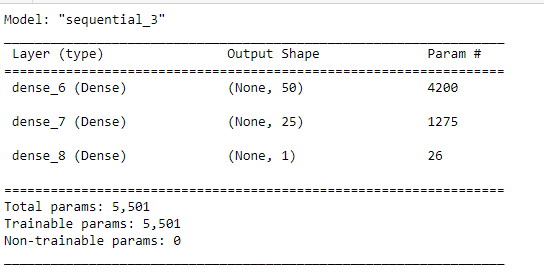 Model: "sequential_3"
_________________________________________________________________
Layer (type) Output Shape Param #
=================================================================
dense_6 (Dense) (None, 50) 4200
dense_7 (Dense) (None, 25) 1275
dense_8 (Dense) (None, 1) 26
=================================================================
Total params: 5,501
Trainable params: 5,501
Non-trainable params: 0
_________________________________________________________________